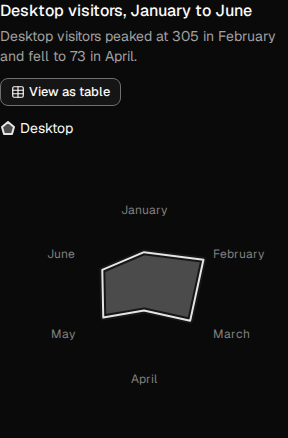 Desktop visitors, January to June
Desktop visitors peaked at 305 in February
and fell to 73 in April.
View as table
Desktop
January
June
February
May
March
April